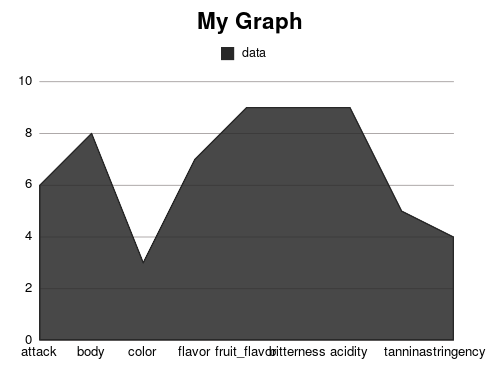 My Graph
data
10
8
6
4
2
0
attack body color flavor fruit_flavor bitterness acidity tannin astringency